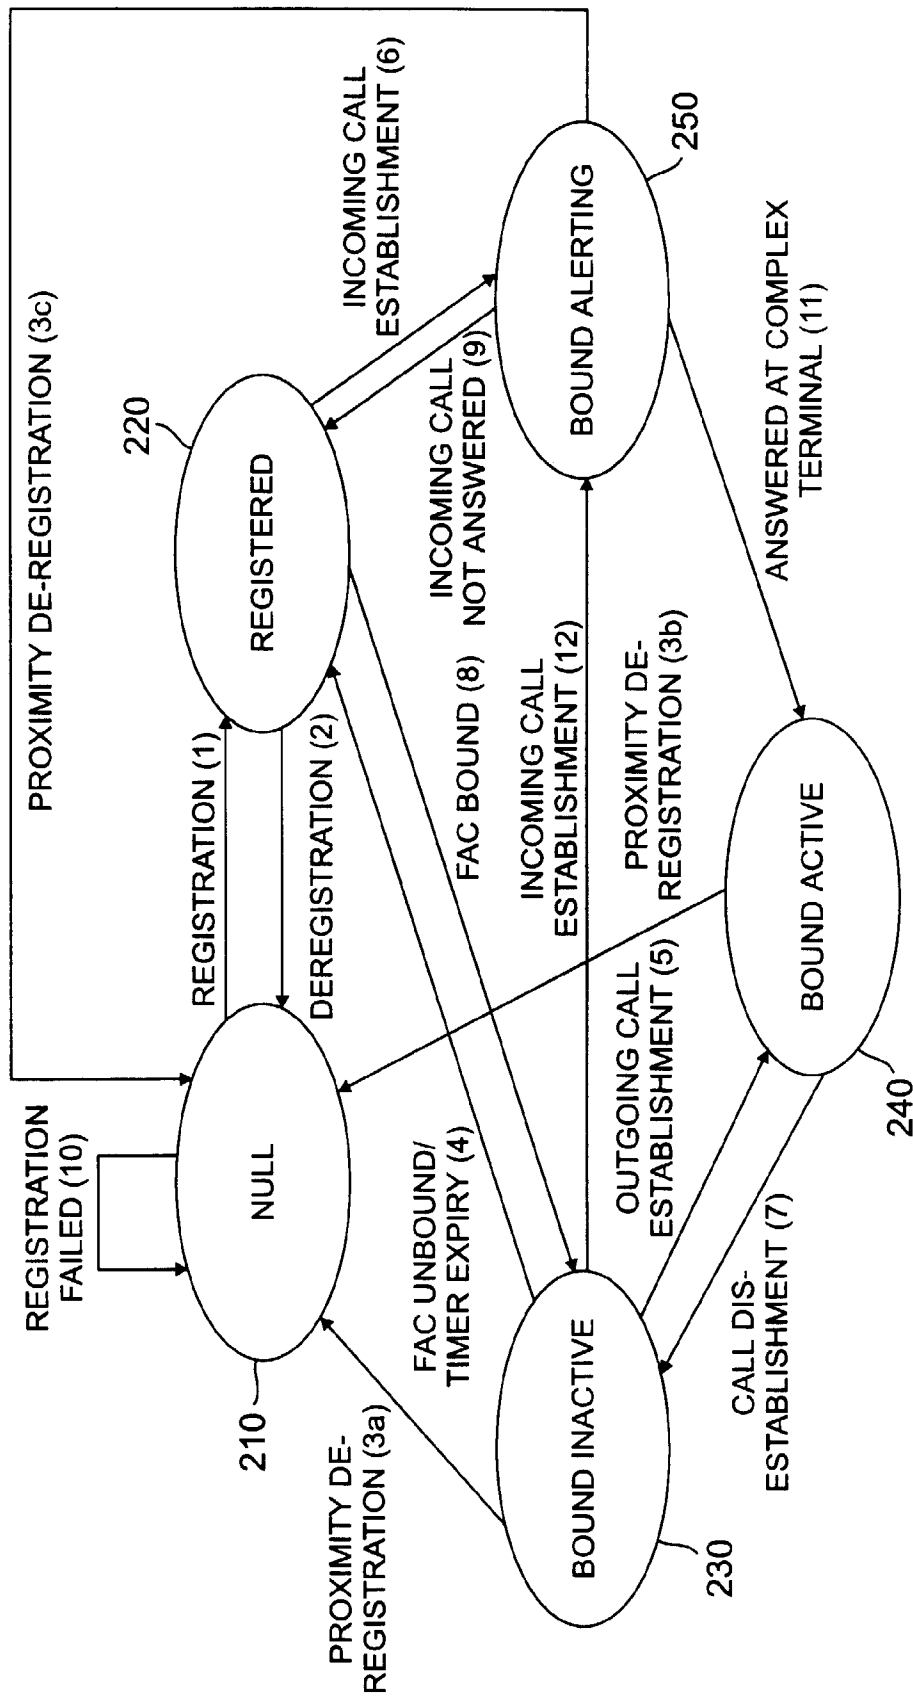 PROXIMITY DE-REGISTRATION (3c)
REGISTRATION
FAILED (10)
REGISTRATION (1)
220
INCOMING CALL
ESTABLISHMENT (6)
210
NULL
DEREGISTRATION (2)
REGISTERED
PROXIMITY DE-
REGISTRATION (3a)
FAC UNBOUND/
TIMER EXPIRY (4)
FAC BOUND (8)
INCOMING CALL
NOT ANSWERED (9)
250
BOUND INACTIVE
INCOMING CALL
ESTABLISHMENT (12)
BOUND ALERTING
230
OUTGOING CALL
ESTABLISHMENT (5)
PROXIMITY DE-
REGISTRATION (3b)
CALL DIS-
ESTABLISHMENT (7)
BOUND ACTIVE
ANSWERED AT COMPLEX
TERMINAL (11)
240